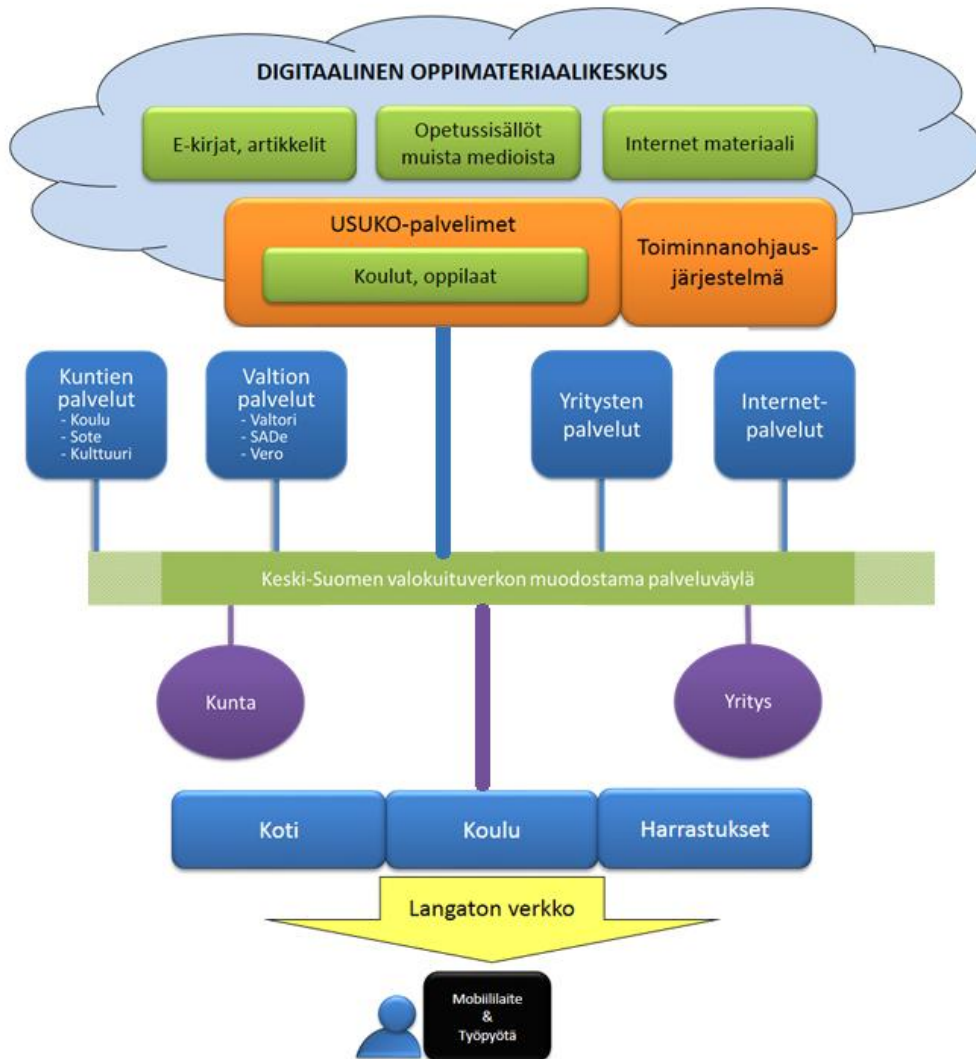 DIGITAALINEN OPPIMATERIAALIKESKUS
E-kirjat, artikkelit
Opetussisällöt
muista medioista
Internet materiaali
USUKO-palvelimet
Koulut, oppilaat
Toiminnanohjaus-
järjestelmä
Kuntien
palvelut
- Koulu
- Sote
- Kulttuuri
Valtion
palvelut
- Valtori
- SADe
- Vero
Yritysten
palvelut
Internet-
palvelut
Keski-Suomen valokuituverkon muodostama palveluväylä
Kunta
Yritys
Koti
Koulu
Harrastukset
Langaton verkko
Mobiililaite
&
Työpyötä